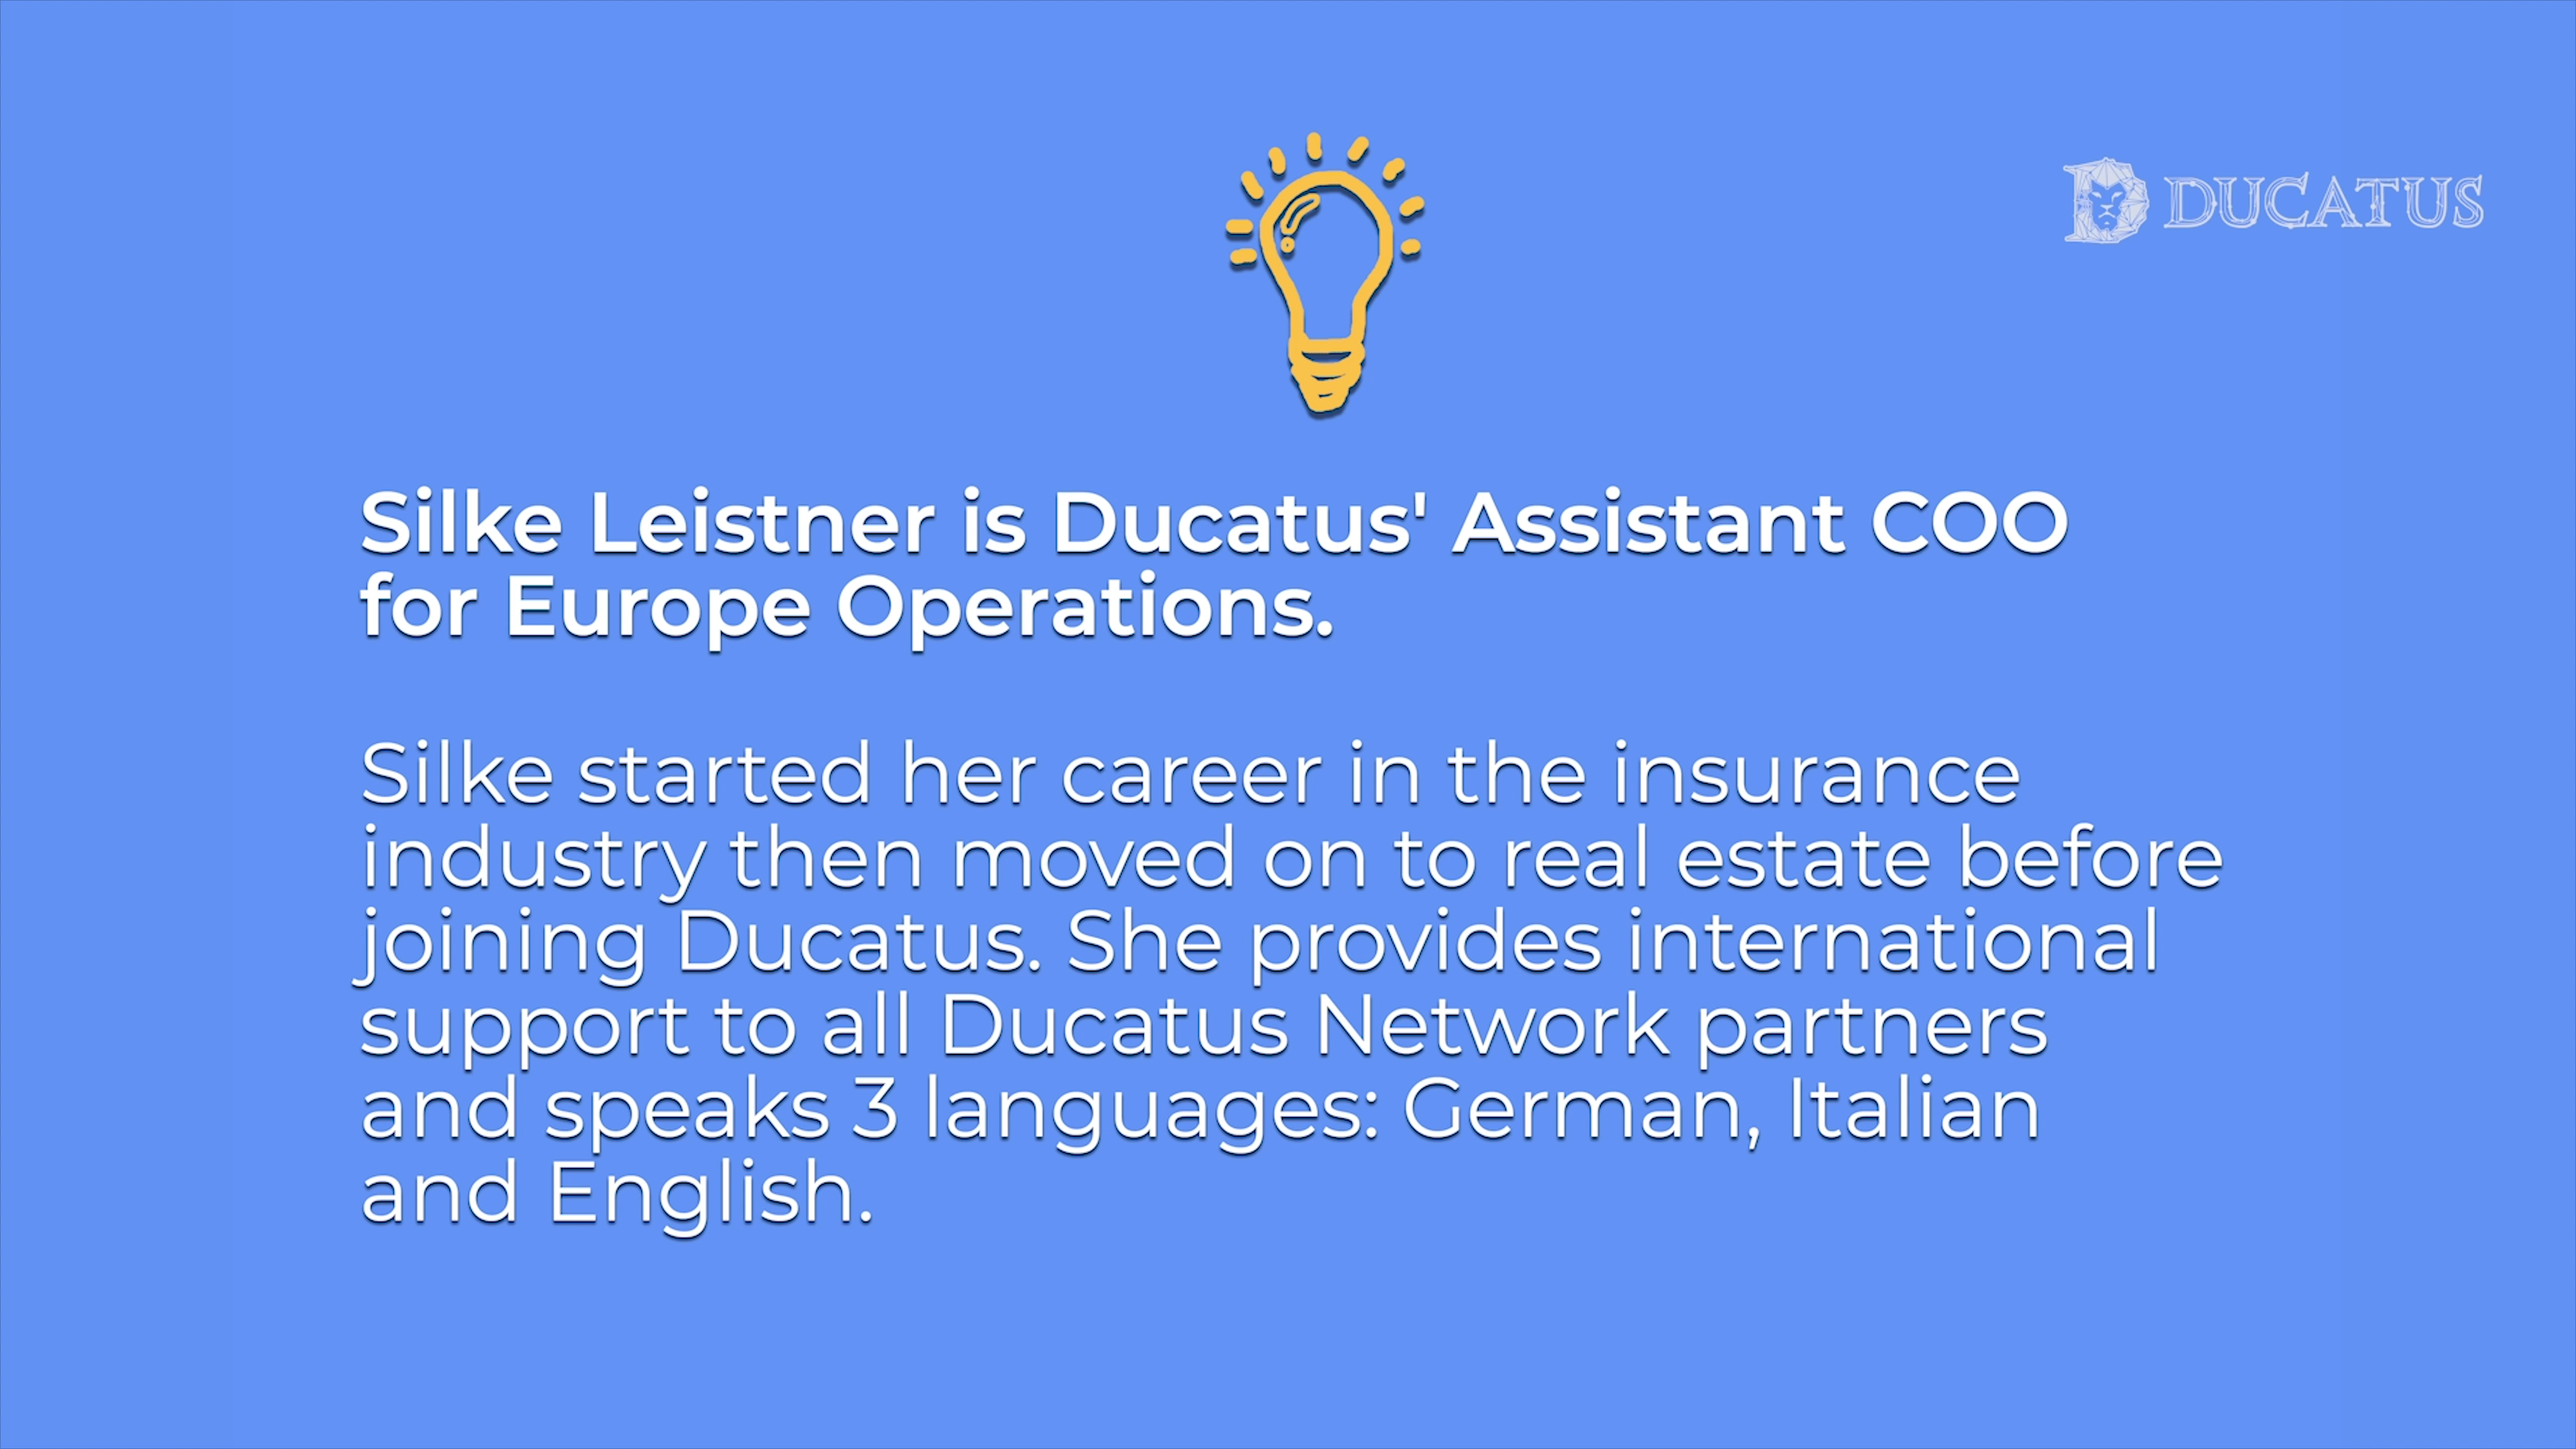 DUCATUS
Silke Leistner is Ducatus' Assistant COO
for Europe Operations.
Silke started her career in the insurance
industry then moved on to real estate before
joining Ducatus. She provides international
support to all Ducatus Network partners
and speaks 3 languages: German, Italian
and English.